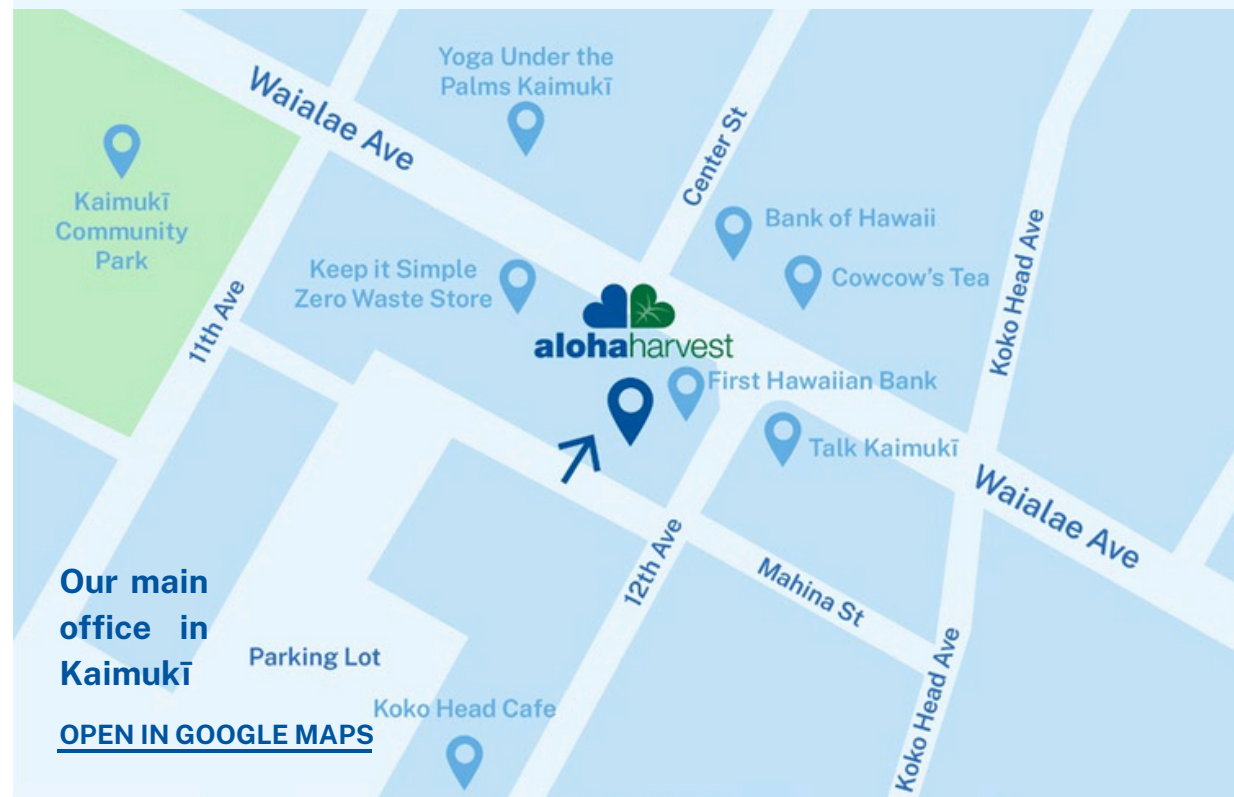 Yoga Under the
Palms Kaimukī
Waialae Ave
Center St
Kaimukī
Community
Park
Bank of Hawaii
Koko Head Ave
Keep it Simple
Zero Waste Store
Cowcow's Tea
11th Ave
alohaharvest
First Hawaiian Bank
Talk Kaimukī
Waialae Ave
12th Ave
Mahina St
Our main
office in
Kaimukī
Parking Lot
Koko Head Ave
Koko Head Cafe
OPEN IN GOOGLE MAPS